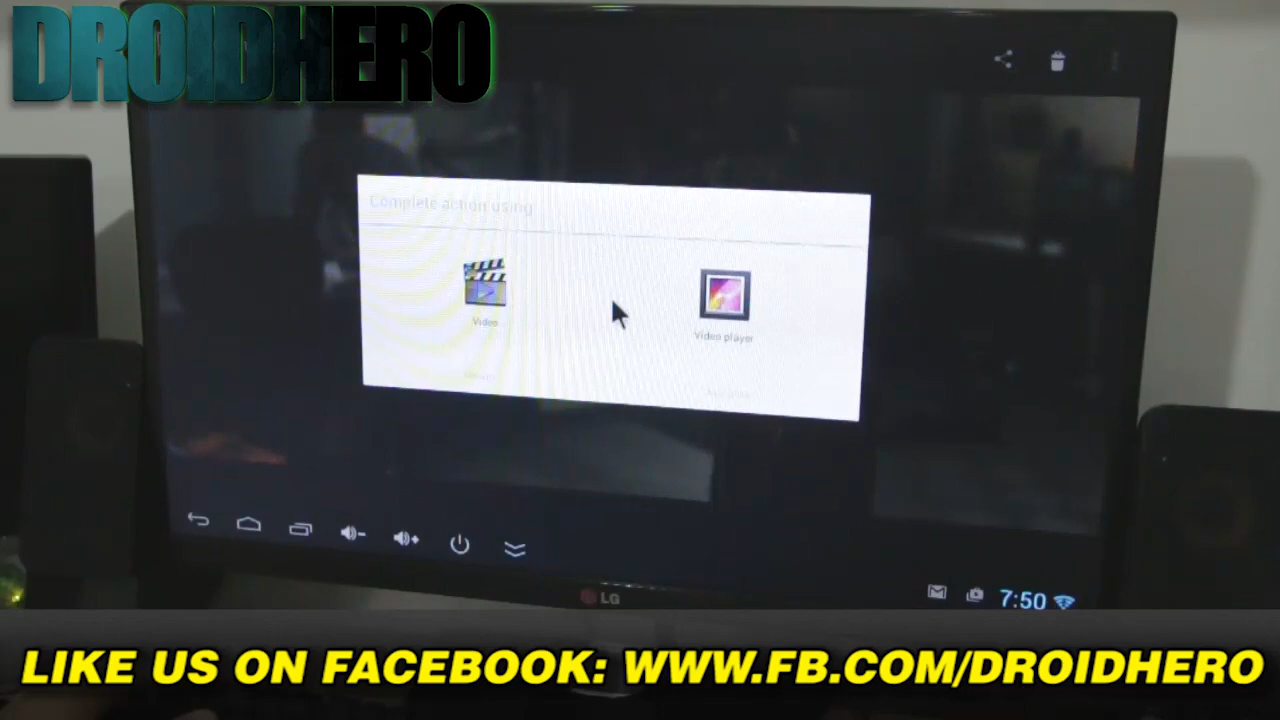 DROIDHERO
Complete action using
Video
Video player
LG
7:50
LIKE US ON FACEBOOK: WWW.FB.COM/DROIDHERO